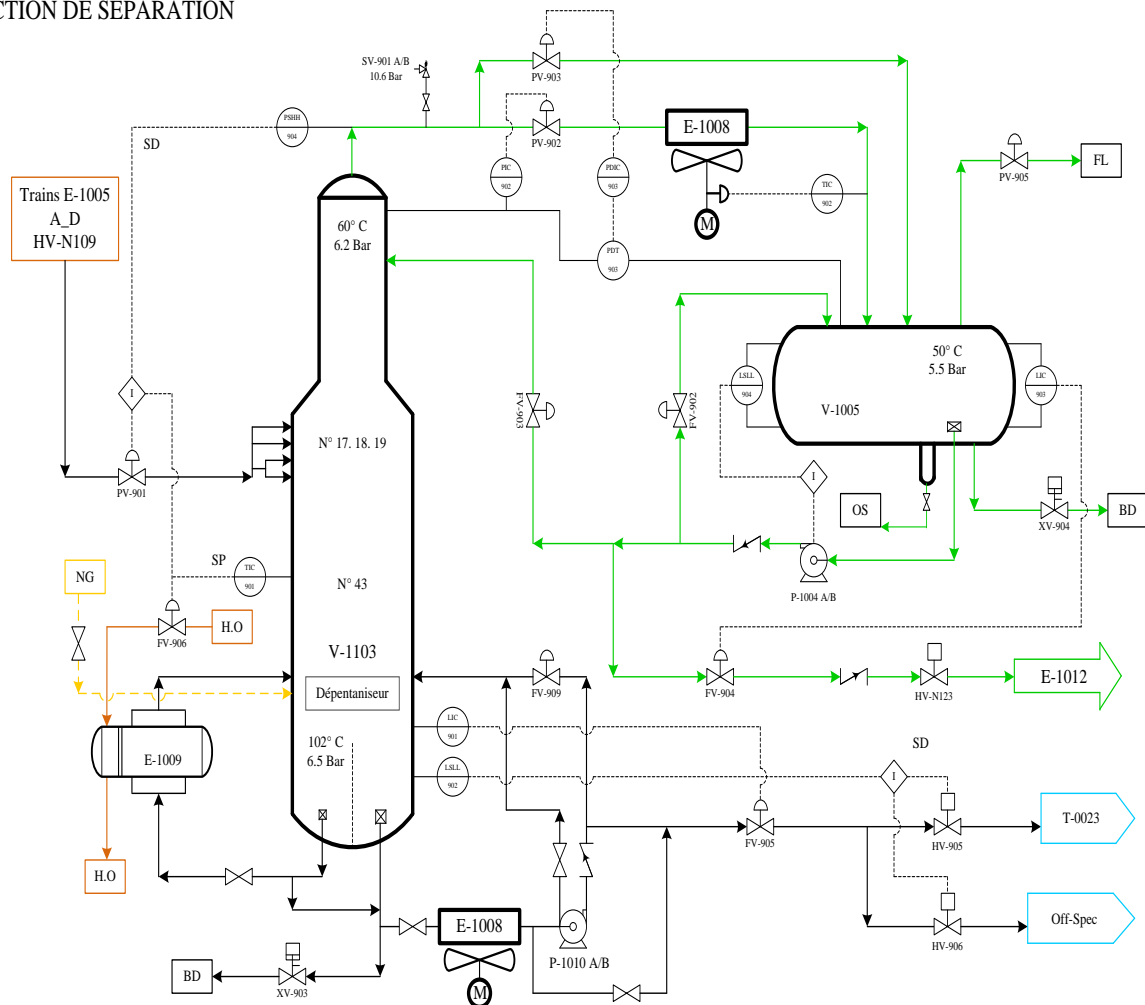 CTION DE SEPARATION
SV-901 A/B
10.6 Bar
PV-903
PSHH
904
SD
PV-902
E-1008
PV-905
FL
PIC
902
PDIC
903
TIC
902
M
Trains E-1005
A_D
HV-N109
60° C
6.2 Bar
PDT
903
50° C
5.5 Bar
LSLL
904
LIC
903
V-1005
I
FV-903
FV-902
N° 17. 18. 19
PV-901
I
OS
XV-904
BD
SP
TIC
901
N° 43
P-1004 A/B
NG
FV-906
H.O
V-1103
Dépentaniseur
FV-909
FV-904
HV-N123
E-1012
E-1009
102° C
6.5 Bar
LIC
901
LSLL
902
SD
I
FV-905
HV-905
T-0023
H.O
E-1008
P-1010 A/B
HV-906
Off-Spec
BD
XV-903
M